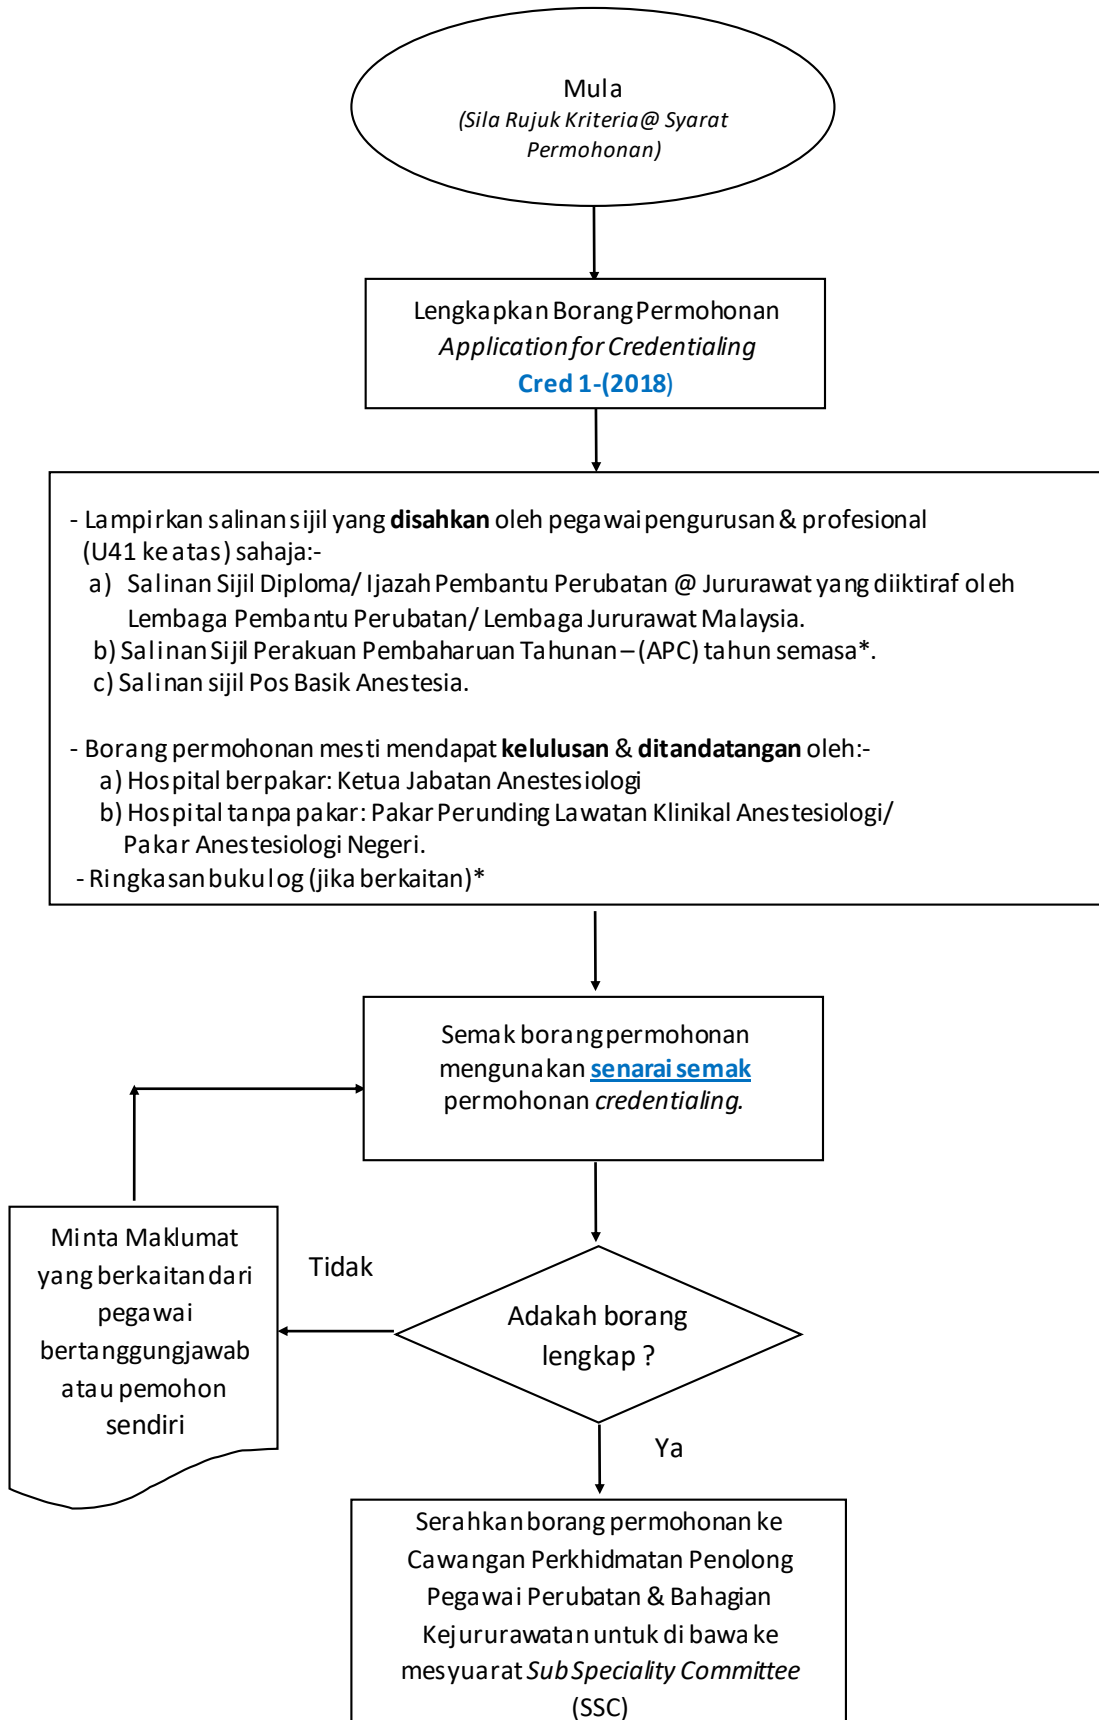 Mula
(Sila Rujuk Kriteria@ Syarat
Permohonan)
Lengkapkan Borang Permohonan
Application for Credentialing
Cred 1-(2018)
- Lampirkan salinan sijil yang disahkan oleh pegawai pengurusan & profesional
(U41 ke atas) sahaja:-
a) Salinan Sijil Diploma/ Ijazah Pembantu Perubatan @ Jururawat yang diiktiraf oleh
Lembaga Pembantu Perubatan/ Lembaga Jururawat Malaysia.
b) Salinan Sijil Perakuan Pembaharuan Tahunan – (APC) tahun semasa*.
c) Salinan sijil Pos Basik Anestesia.
- Borang permohonan mesti mendapat kelulusan & ditandatangan oleh:-
a) Hospital berpakar: Ketua Jabatan Anestesiologi
b) Hospital tanpa pakar: Pakar Perunding Lawatan Klinikal Anestesiologi/
Pakar Anestesiologi Negeri.
- Ringkasan buku log (jika berkaitan)*
Semak borang permohonan
mengunakan senarai semak
permohonan credentialing.
Adakah borang
lengkap ?
Tidak
Minta Maklumat
yang berkaitan dari
pegawai
bertanggungjawab
atau pemohon
sendiri
Ya
Serahkan borang permohonan ke
Cawangan Perkhidmatan Penolong
Pegawai Perubatan & Bahagian
Kejururawatan untuk di bawa ke
mesyuarat Sub Speciality Committee
(SSC)